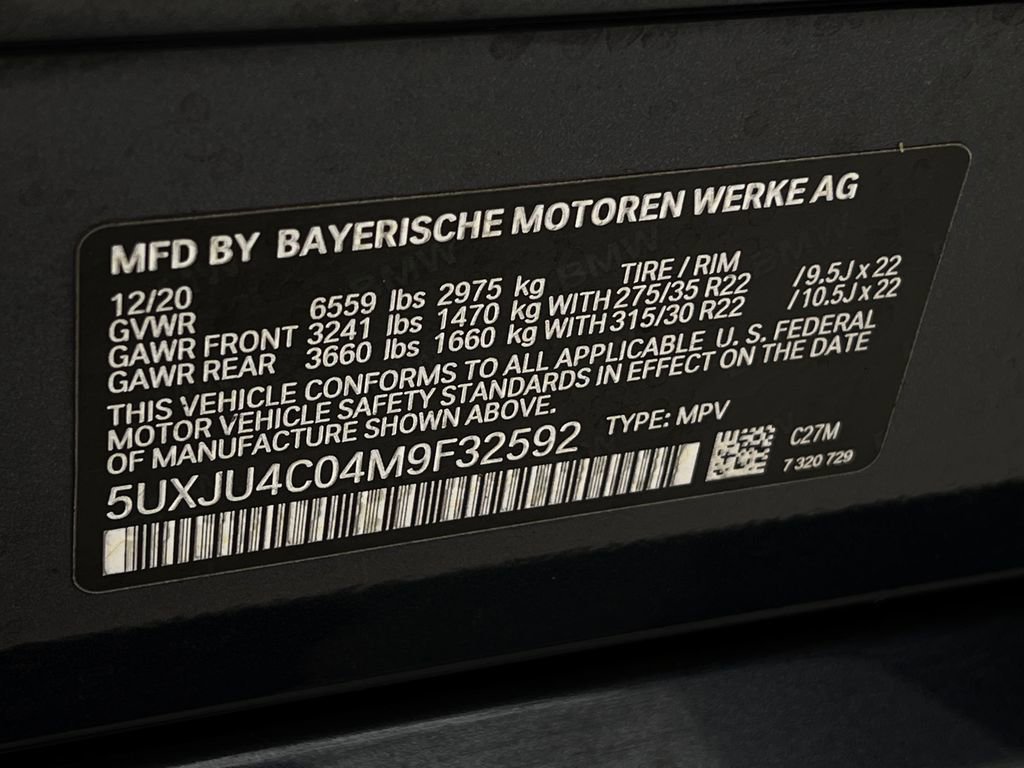 MFD BY BAYERISCHE MOTOREN WERKE AG
12/20 TIRE / RIM
GVWR 6559 lbs 2975 kg
GAWR FRONT 3241 lbs 1470 kg WITH 275/35 R22 /9.5J x 22
GAWR REAR 3660 lbs 1660 kg WITH 315/30 R22 /10.5J x 22
THIS VEHICLE CONFORMS TO ALL APPLICABLE U. S. FEDERAL
MOTOR VEHICLE SAFETY STANDARDS IN EFFECT ON THE DATE
OF MANUFACTURE SHOWN ABOVE.
5UXJU4C04M9F32592 TYPE: MPV
C27M
7 320 729